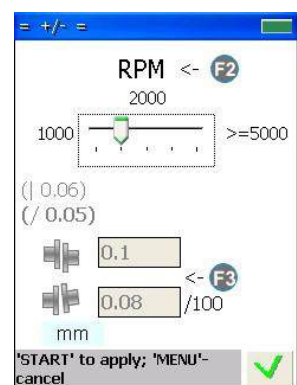 = +/- =
RPM <- F2
2000
1000 >=5000
(| 0.06)
(/ 0.05)
0.1
<- F3
0.08 /100
mm
'START' to apply; 'MENU'-
cancel